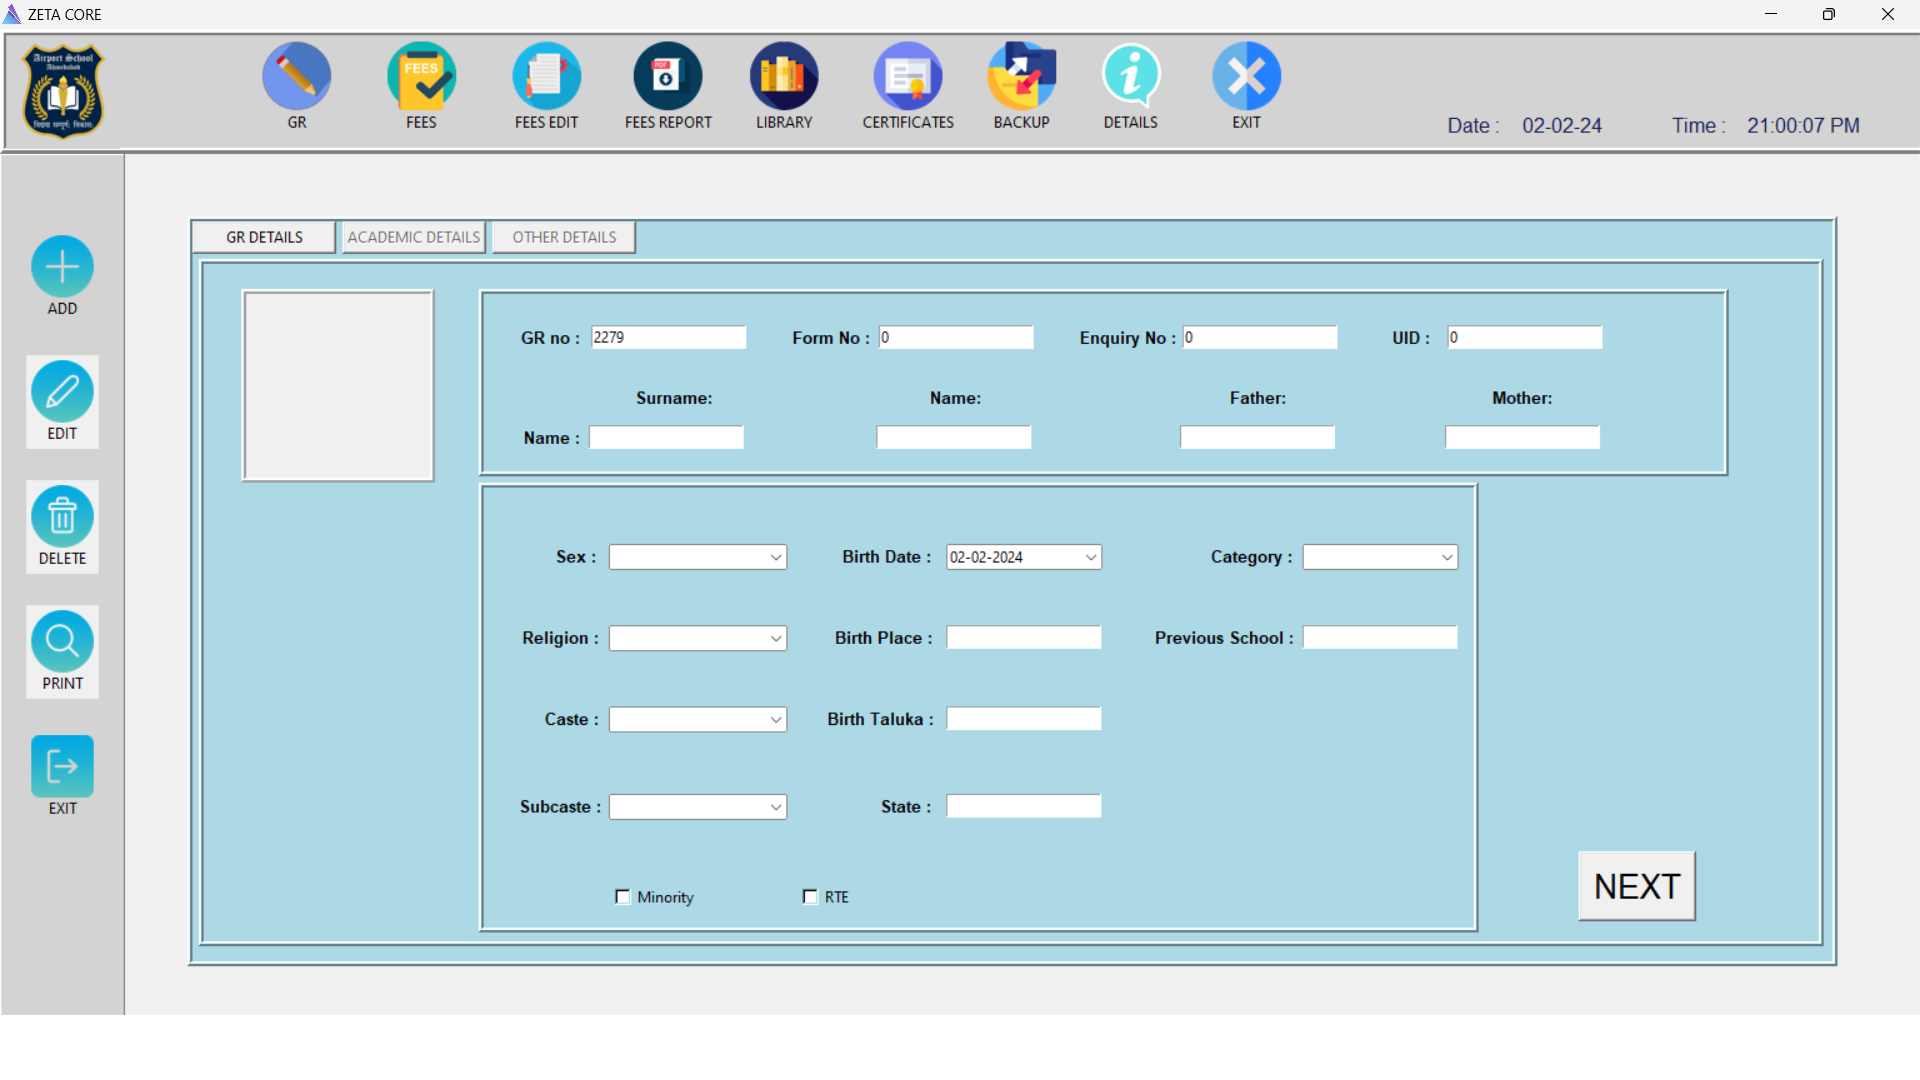 ZETA CORE
Airport School
Ahmedabad
FEES
PDF
GR
FEES
FEES EDIT
FEES REPORT
LIBRARY
CERTIFICATES
BACKUP
DETAILS
EXIT
Date : 02-02-24 Time : 21:00:07 PM
GR DETAILS ACADEMIC DETAILS OTHER DETAILS
ADD
EDIT
DELETE
PRINT
EXIT
GR no : 2279 Form No : 0 Enquiry No : 0 UID : 0
Surname: Name: Father: Mother:
Name :
Sex : Birth Date : 02-02-2024 Category :
Religion : Birth Place : Previous School :
Caste : Birth Taluka :
Subcaste : State :
Minority RTE
NEXT